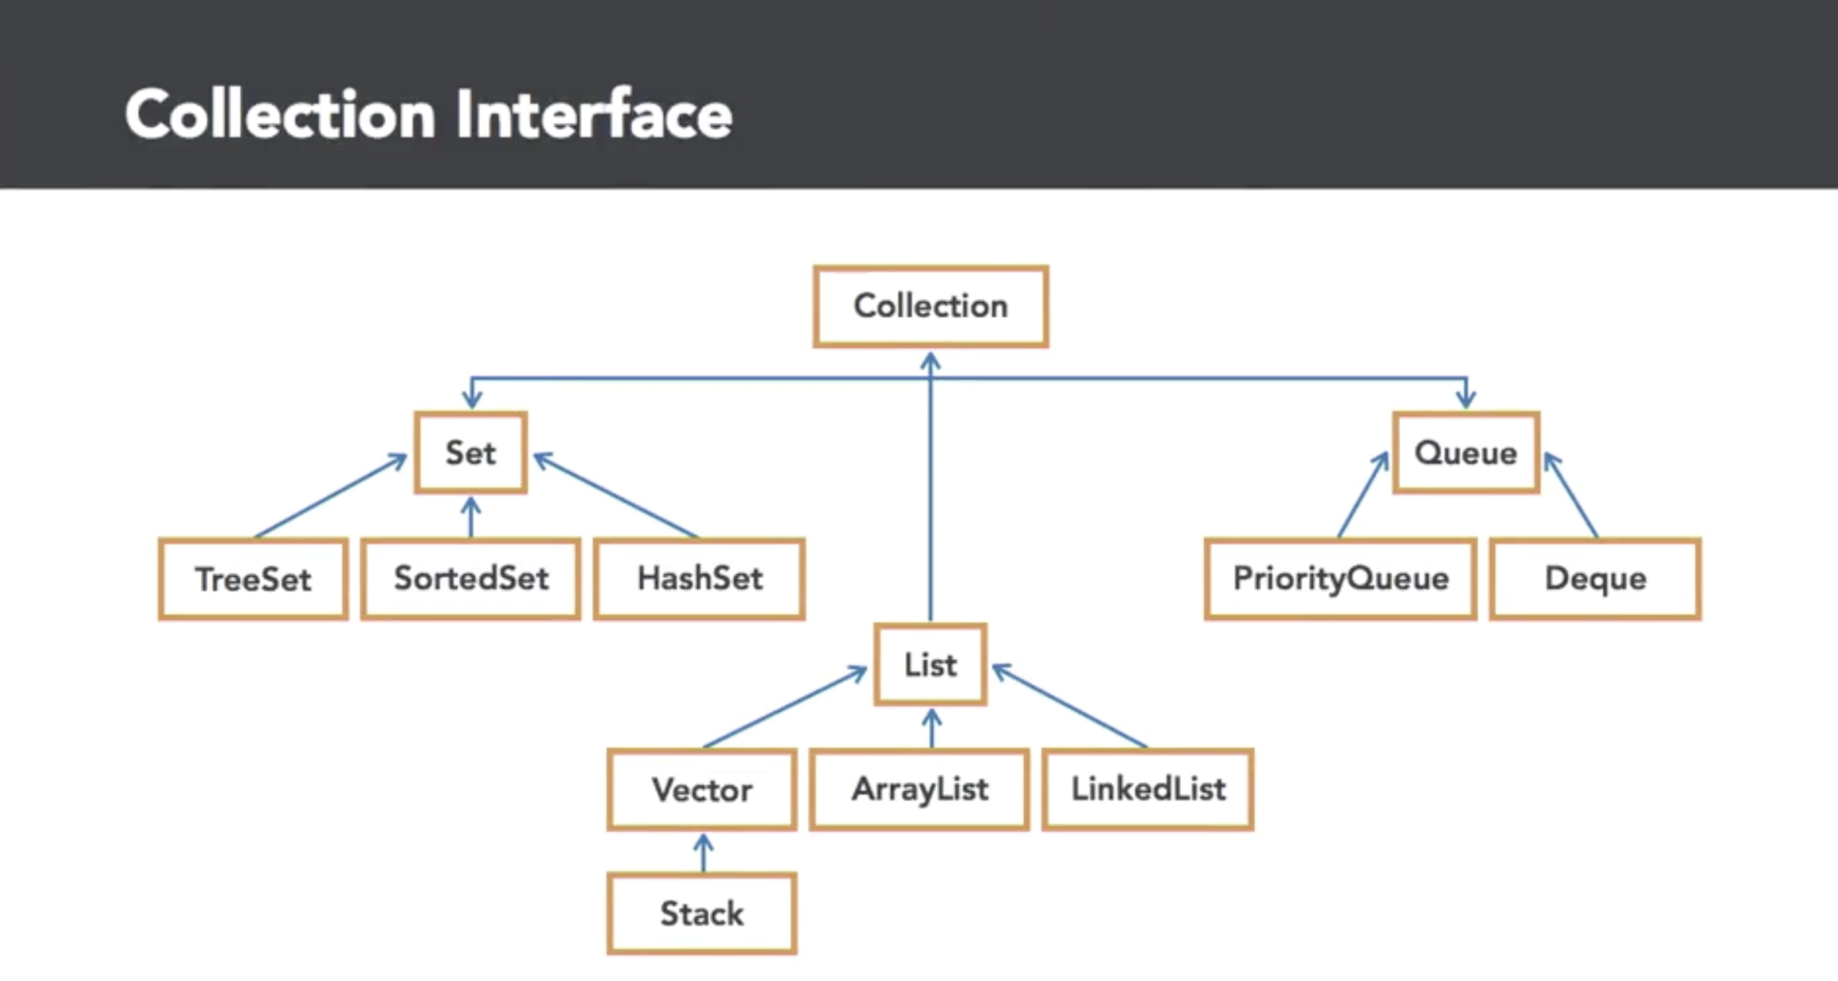 Collection Interface
Collection
Set
Queue
TreeSet
SortedSet
HashSet
PriorityQueue
Deque
List
Vector
ArrayList
LinkedList
Stack